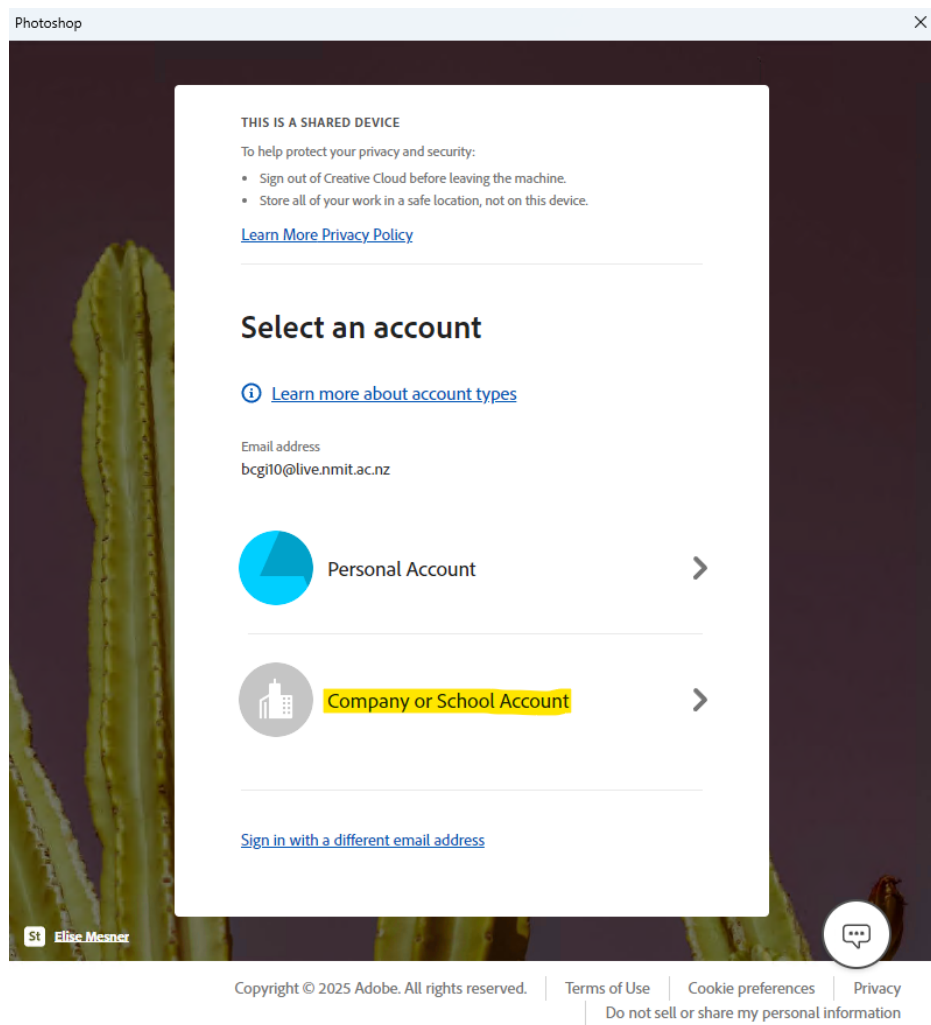 Photoshop
THIS IS A SHARED DEVICE
To help protect your privacy and security:
• Sign out of Creative Cloud before leaving the machine.
• Store all of your work in a safe location, not on this device.
Learn More Privacy Policy
Select an account
Learn more about account types
Email address
bcgi10@live.nmit.ac.nz
Personal Account
Company or School Account
Sign in with a different email address
St Elise Mesner
Copyright © 2025 Adobe. All rights reserved. Terms of Use Cookie preferences Privacy
Do not sell or share my personal information